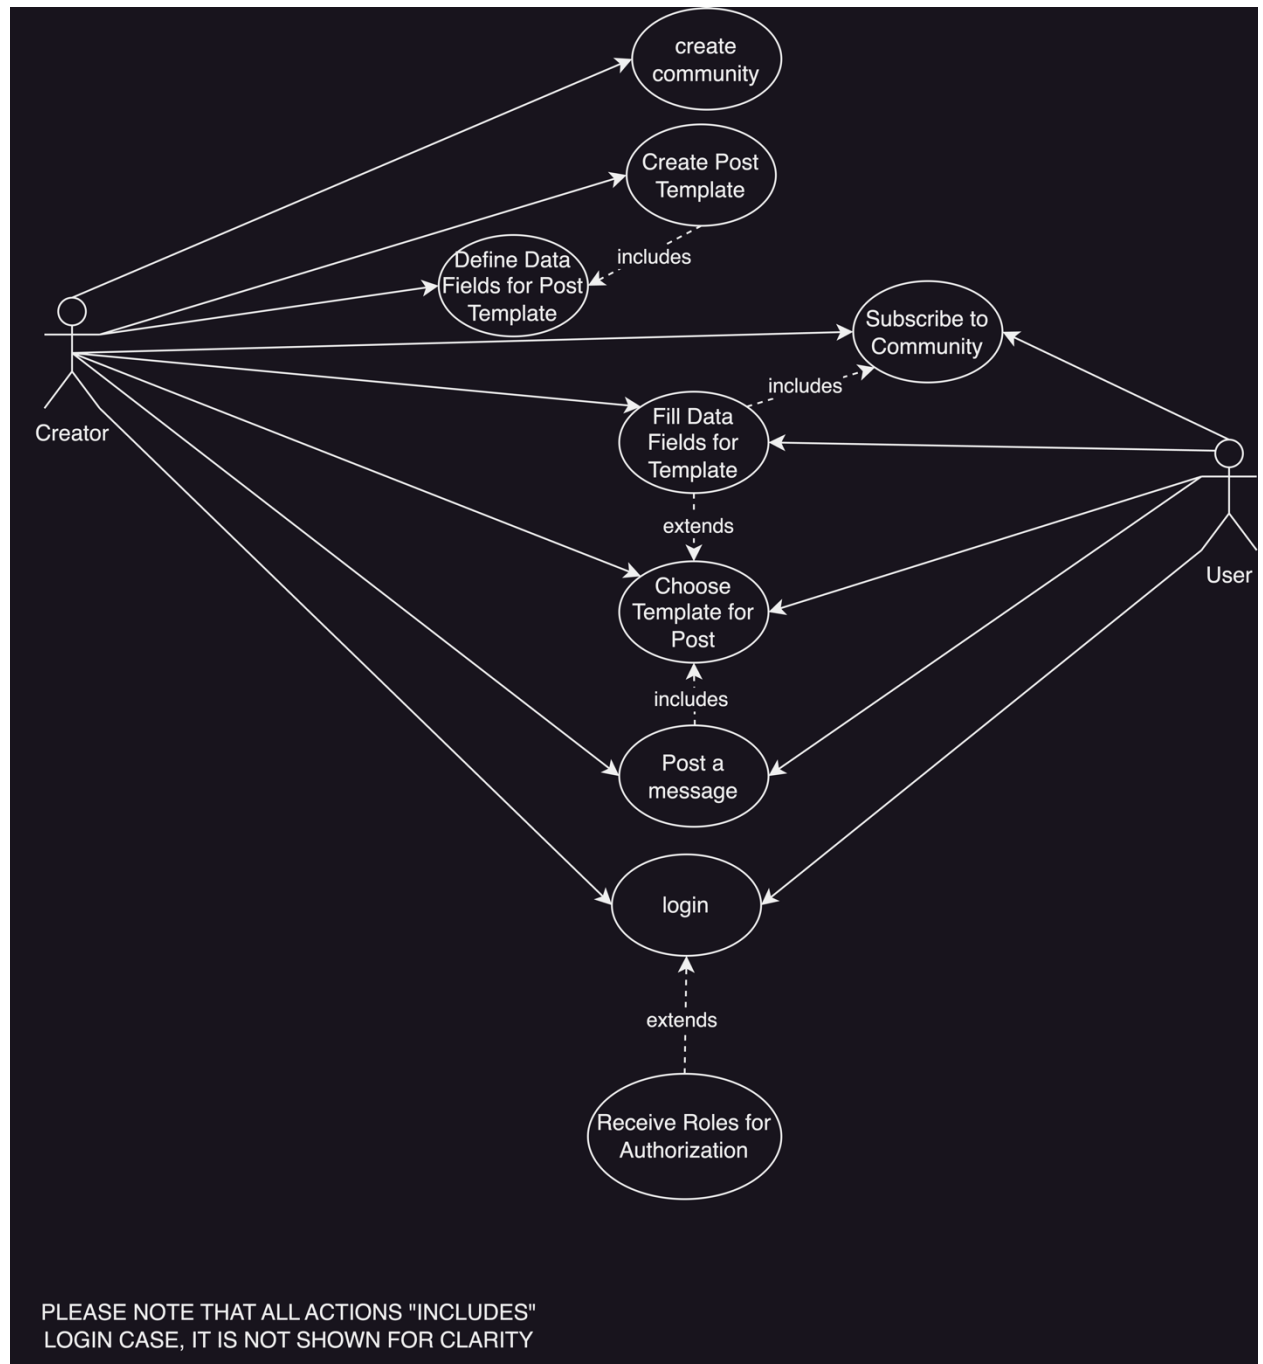 create
community
Create Post
Template
includes
Define Data
Fields for Post
Template
Subscribe to
Community
includes
Fill Data
Fields for
Template
Creator
extends
Choose
Template for
Post
User
includes
Post a
message
login
extends
Receive Roles for
Authorization
PLEASE NOTE THAT ALL ACTIONS "INCLUDES"
LOGIN CASE, IT IS NOT SHOWN FOR CLARITY